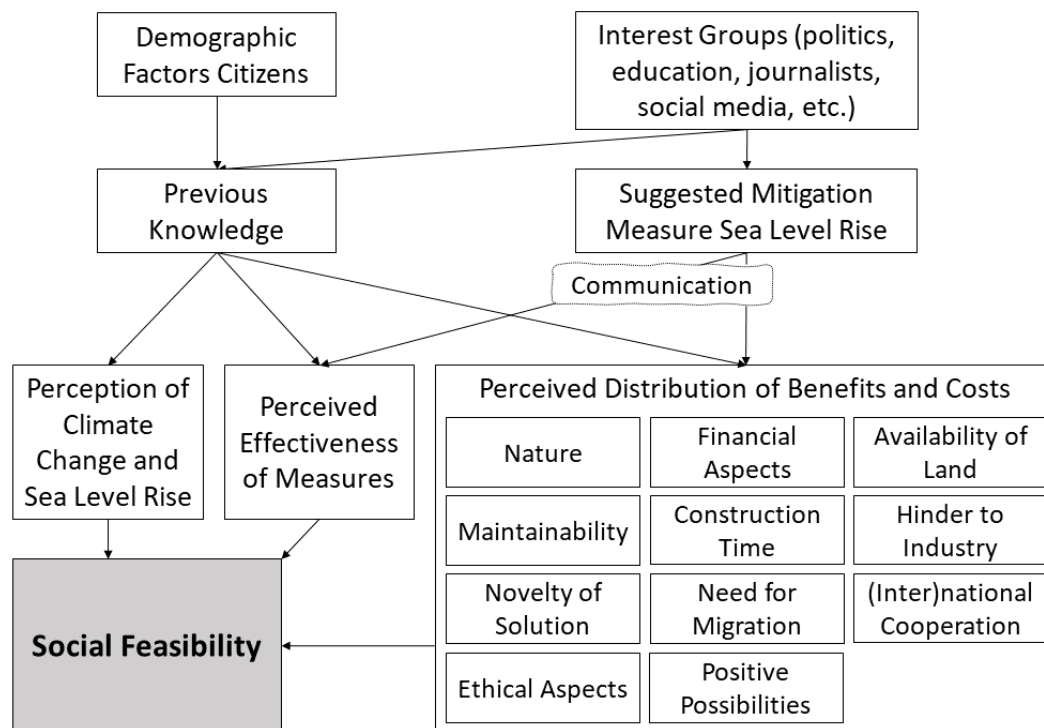 Demographic
Factors Citizens
Interest Groups (politics,
education, journalists,
social media, etc.)
Previous
Knowledge
Suggested Mitigation
Measure Sea Level Rise
Communication
Perception of
Climate
Change and
Sea Level Rise
Perceived
Effectiveness
of Measures
Perceived Distribution of Benefits and Costs
Nature
Financial
Aspects
Availability of
Land
Maintainability
Construction
Time
Hinder to
Industry
Novelty of
Solution
Need for
Migration
(Inter)national
Cooperation
Ethical Aspects
Positive
Possibilities
Social Feasibility